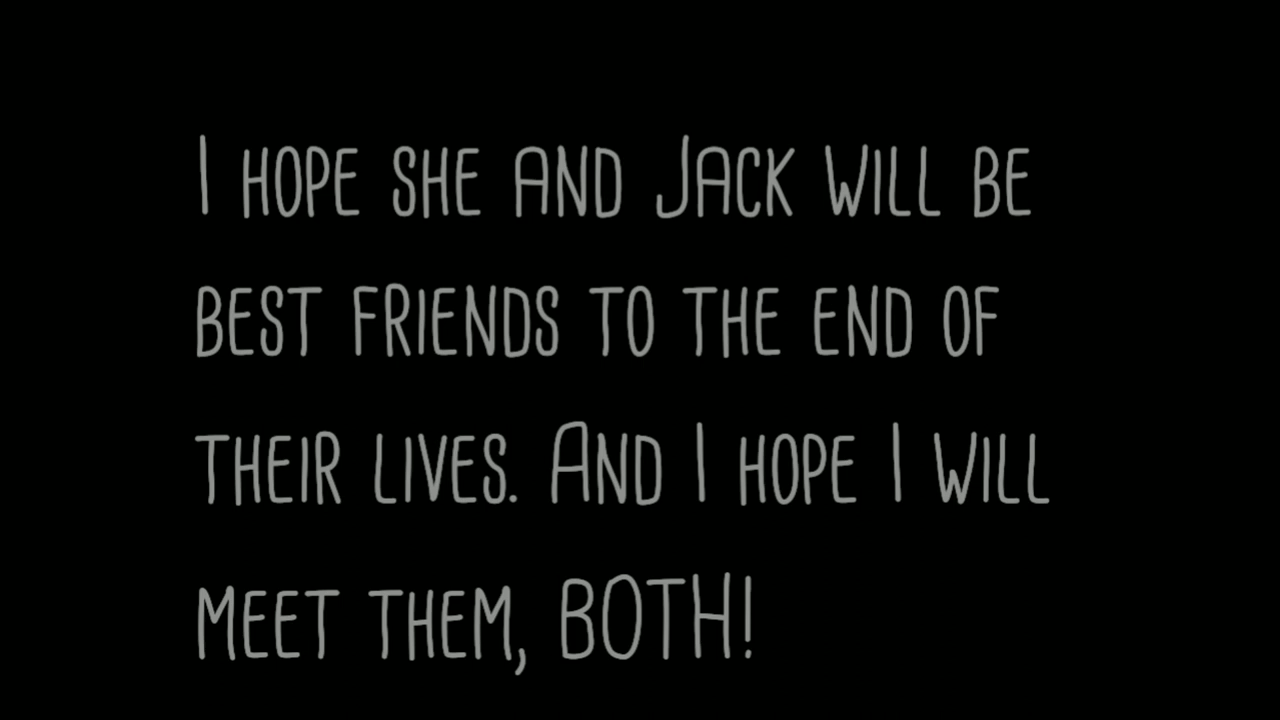 I hope she and Jack will be
best friends to the end of
their lives. And I hope I will
meet them, BOTH!